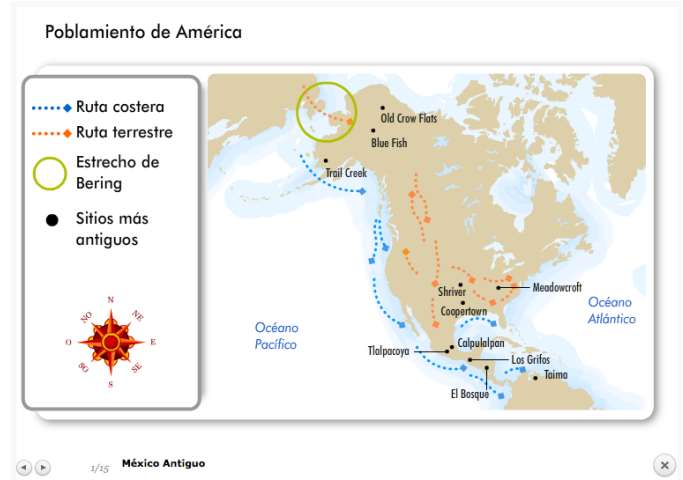 Poblamiento de América
Ruta costera
Ruta terrestre
Estrecho de
Bering
Sitios más
antiguos
N
NO
NE
O
E
SO
SE
S
Old Crow Flats
Blue Fish
Trail Creek
Shriver
Meadowcroft
Coopertown
Océano
Atlántico
Océano
Pacífico
Calpulalpan
Tlalpacoya
Los Grifos
Taima
El Bosque
1/15
México Antiguo